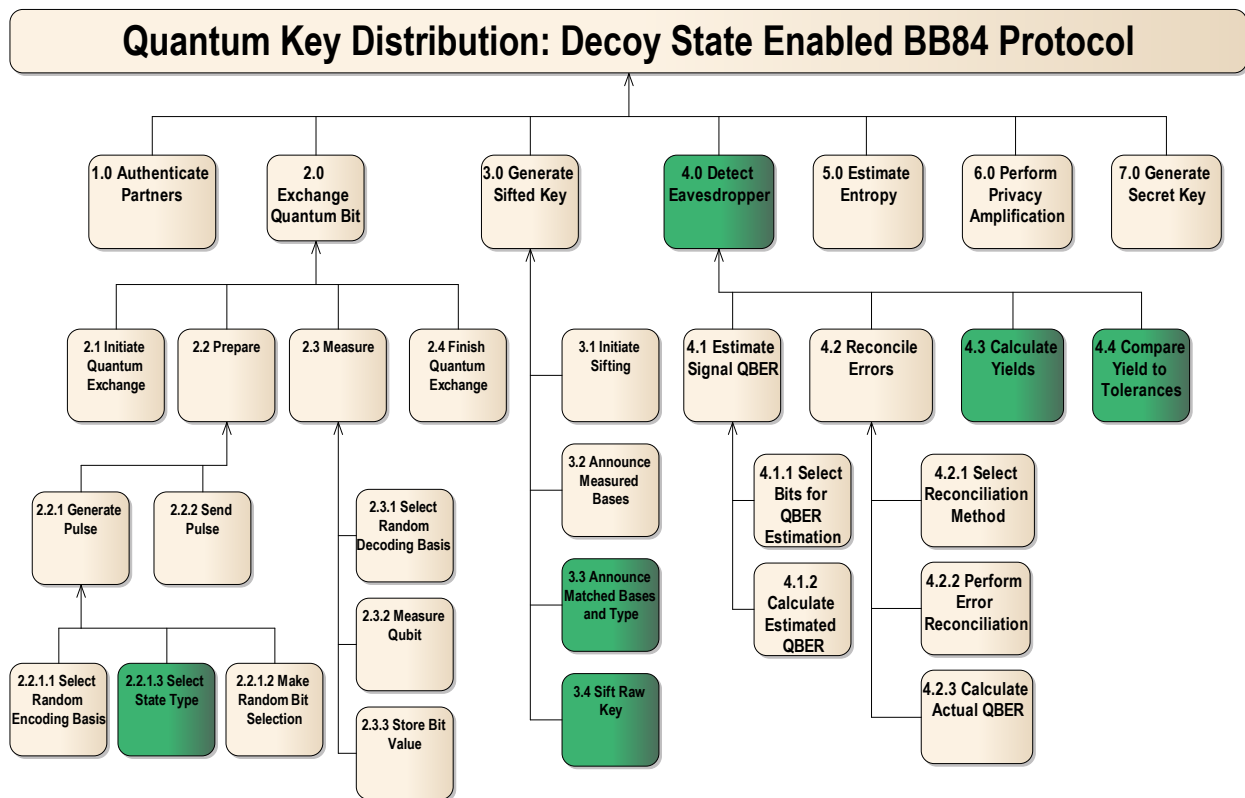 Quantum Key Distribution: Decoy State Enabled BB84 Protocol
1.0 Authenticate
Partners
2.0
Exchange
Quantum Bit
3.0 Generate
Sifted Key
4.0 Detect
Eavesdropper
5.0 Estimate
Entropy
6.0 Perform
Privacy
Amplification
7.0 Generate
Secret Key
2.1 Initiate
Quantum
Exchange
2.2 Prepare
2.3 Measure
2.4 Finish
Quantum
Exchange
3.1 Initiate
Sifting
4.1 Estimate
Signal QBER
4.2 Reconcile
Errors
4.3 Calculate
Yields
4.4 Compare
Yield to
Tolerances
2.2.1 Generate
Pulse
2.2.2 Send
Pulse
2.3.1 Select
Random
Decoding Basis
3.2 Announce
Measured
Bases
4.1.1 Select
Bits for
QBER
Estimation
4.2.1 Select
Reconciliation
Method
2.3.2 Measure
Qubit
3.3 Announce
Matched Bases
and Type
4.1.2
Calculate
Estimated
QBER
4.2.2 Perform
Error
Reconciliation
2.2.1.1 Select
Random
Encoding Basis
2.2.1.3 Select
State Type
2.2.1.2 Make
Random Bit
Selection
2.3.3 Store Bit
Value
3.4 Sift Raw
Key
4.2.3 Calculate
Actual QBER